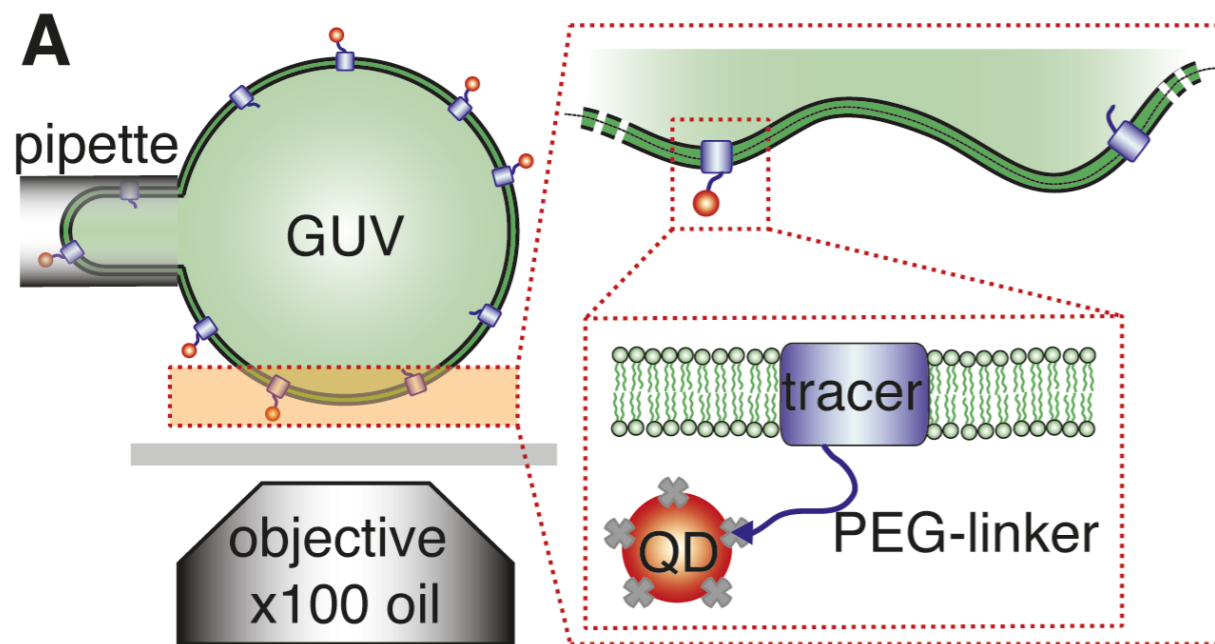 A
pipette
GUV
objective
x100 oil
tracer
QD
PEG-linker